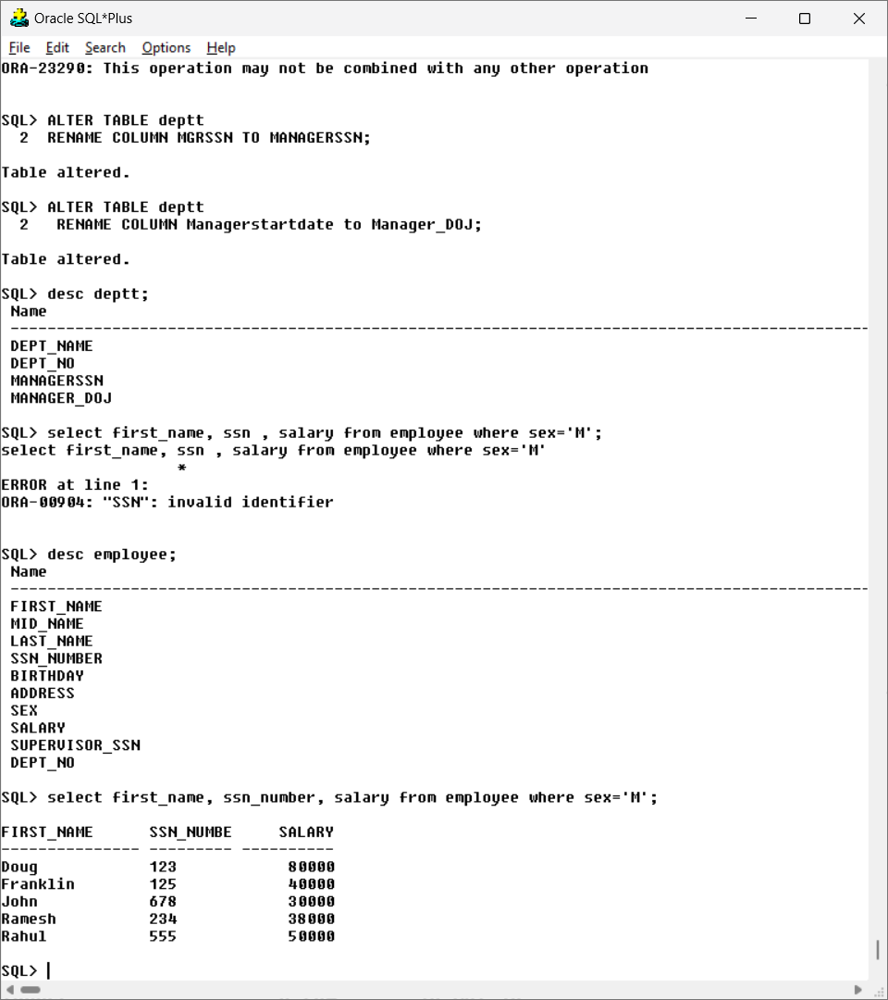 Oracle SQL*Plus
File Edit Search Options Help
ORA-23290: This operation may not be combined with any other operation
SQL> ALTER TABLE deptt
  2  RENAME COLUMN MGRSSN TO MANAGERSSN;
Table altered.
SQL> ALTER TABLE deptt
  2   RENAME COLUMN Managerstartdate to Manager_DOJ;
Table altered.
SQL> desc deptt;
 Name
 ---------------------------------------------------------------------------------------------
 DEPT_NAME
 DEPT_NO
 MANAGERSSN
 MANAGER_DOJ
SQL> select first_name, ssn , salary from employee where sex='M';
select first_name, ssn , salary from employee where sex='M'
                   *
ERROR at line 1:
ORA-00904: "SSN": invalid identifier
SQL> desc employee;
 Name
 ---------------------------------------------------------------------------------------------
 FIRST_NAME
 MID_NAME
 LAST_NAME
 SSN_NUMBER
 BIRTHDAY
 ADDRESS
 SEX
 SALARY
 SUPERVISOR_SSN
 DEPT_NO
SQL> select first_name, ssn_number, salary from employee where sex='M';
FIRST_NAME      SSN_NUMBE     SALARY
--------------- --------- ----------
Doug            123            80000
Franklin        125            40000
John            678            30000
Ramesh          234            38000
Rahul           555            50000
SQL>